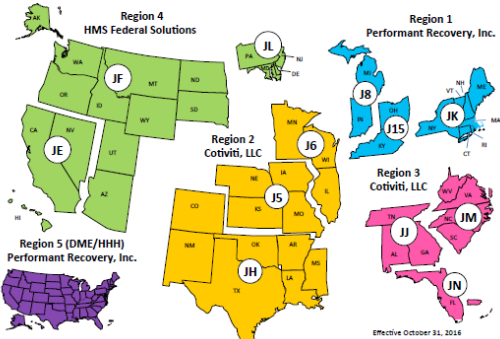 Region 4
HMS Federal Solutions
Region 1
Performant Recovery, Inc.
AK
WA
MT
ND
OR
ID
SD
WY
JF
CA
NV
UT
AZ
JE
HI
PA
NJ
MD
DE
JL
MI
IN
OH
KY
J8
J15
NH
VT
ME
NY
MA
RI
CT
JK
Region 2
Cotiviti, LLC
MN
WI
IL
J6
NE
IA
KS
MO
J5
CO
NM
OK
AR
TX
LA
MS
JH
Region 3
Cotiviti, LLC
WV
VA
NC
SC
JM
TN
AL
GA
JJ
FL
JN
Region 5 (DME/HHH)
Performant Recovery, Inc.
Effective October 31, 2016